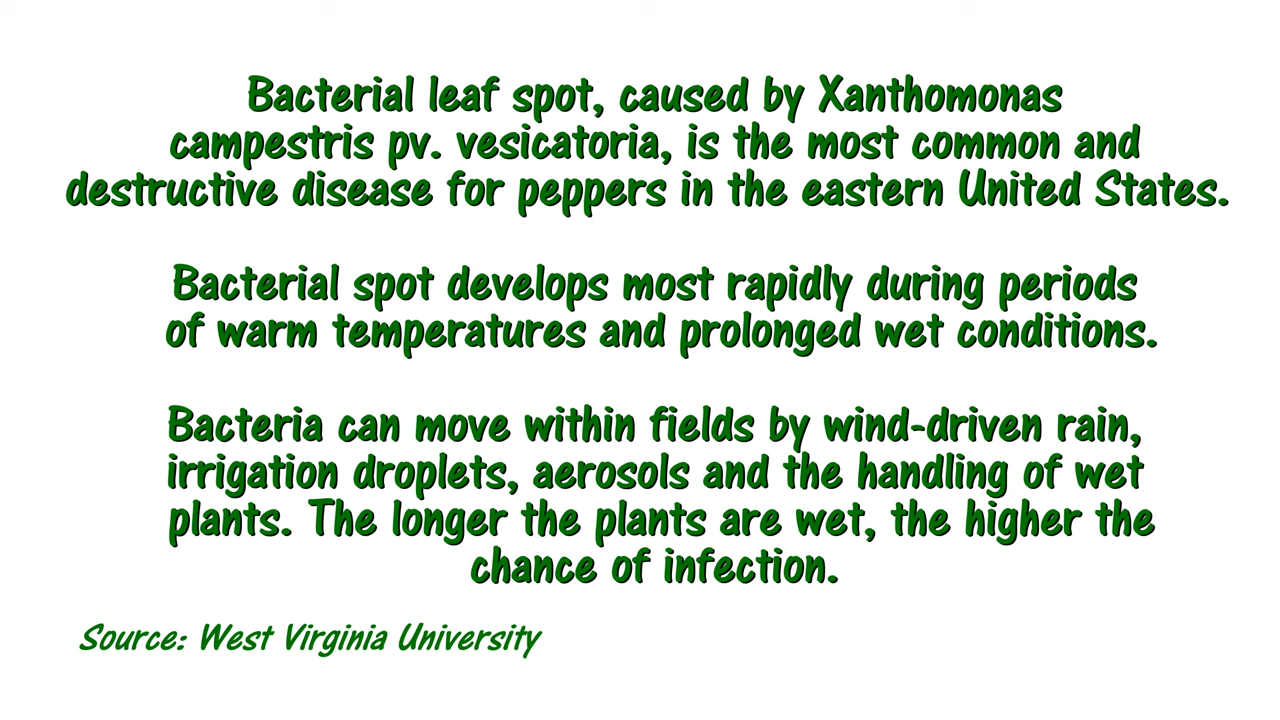 Bacterial leaf spot, caused by Xanthomonas
campestris pv. vesicatoria, is the most common and
destructive disease for peppers in the eastern United States.
Bacterial spot develops most rapidly during periods
of warm temperatures and prolonged wet conditions.
Bacteria can move within fields by wind-driven rain,
irrigation droplets, aerosols and the handling of wet
plants. The longer the plants are wet, the higher the
chance of infection.
Source: West Virginia University